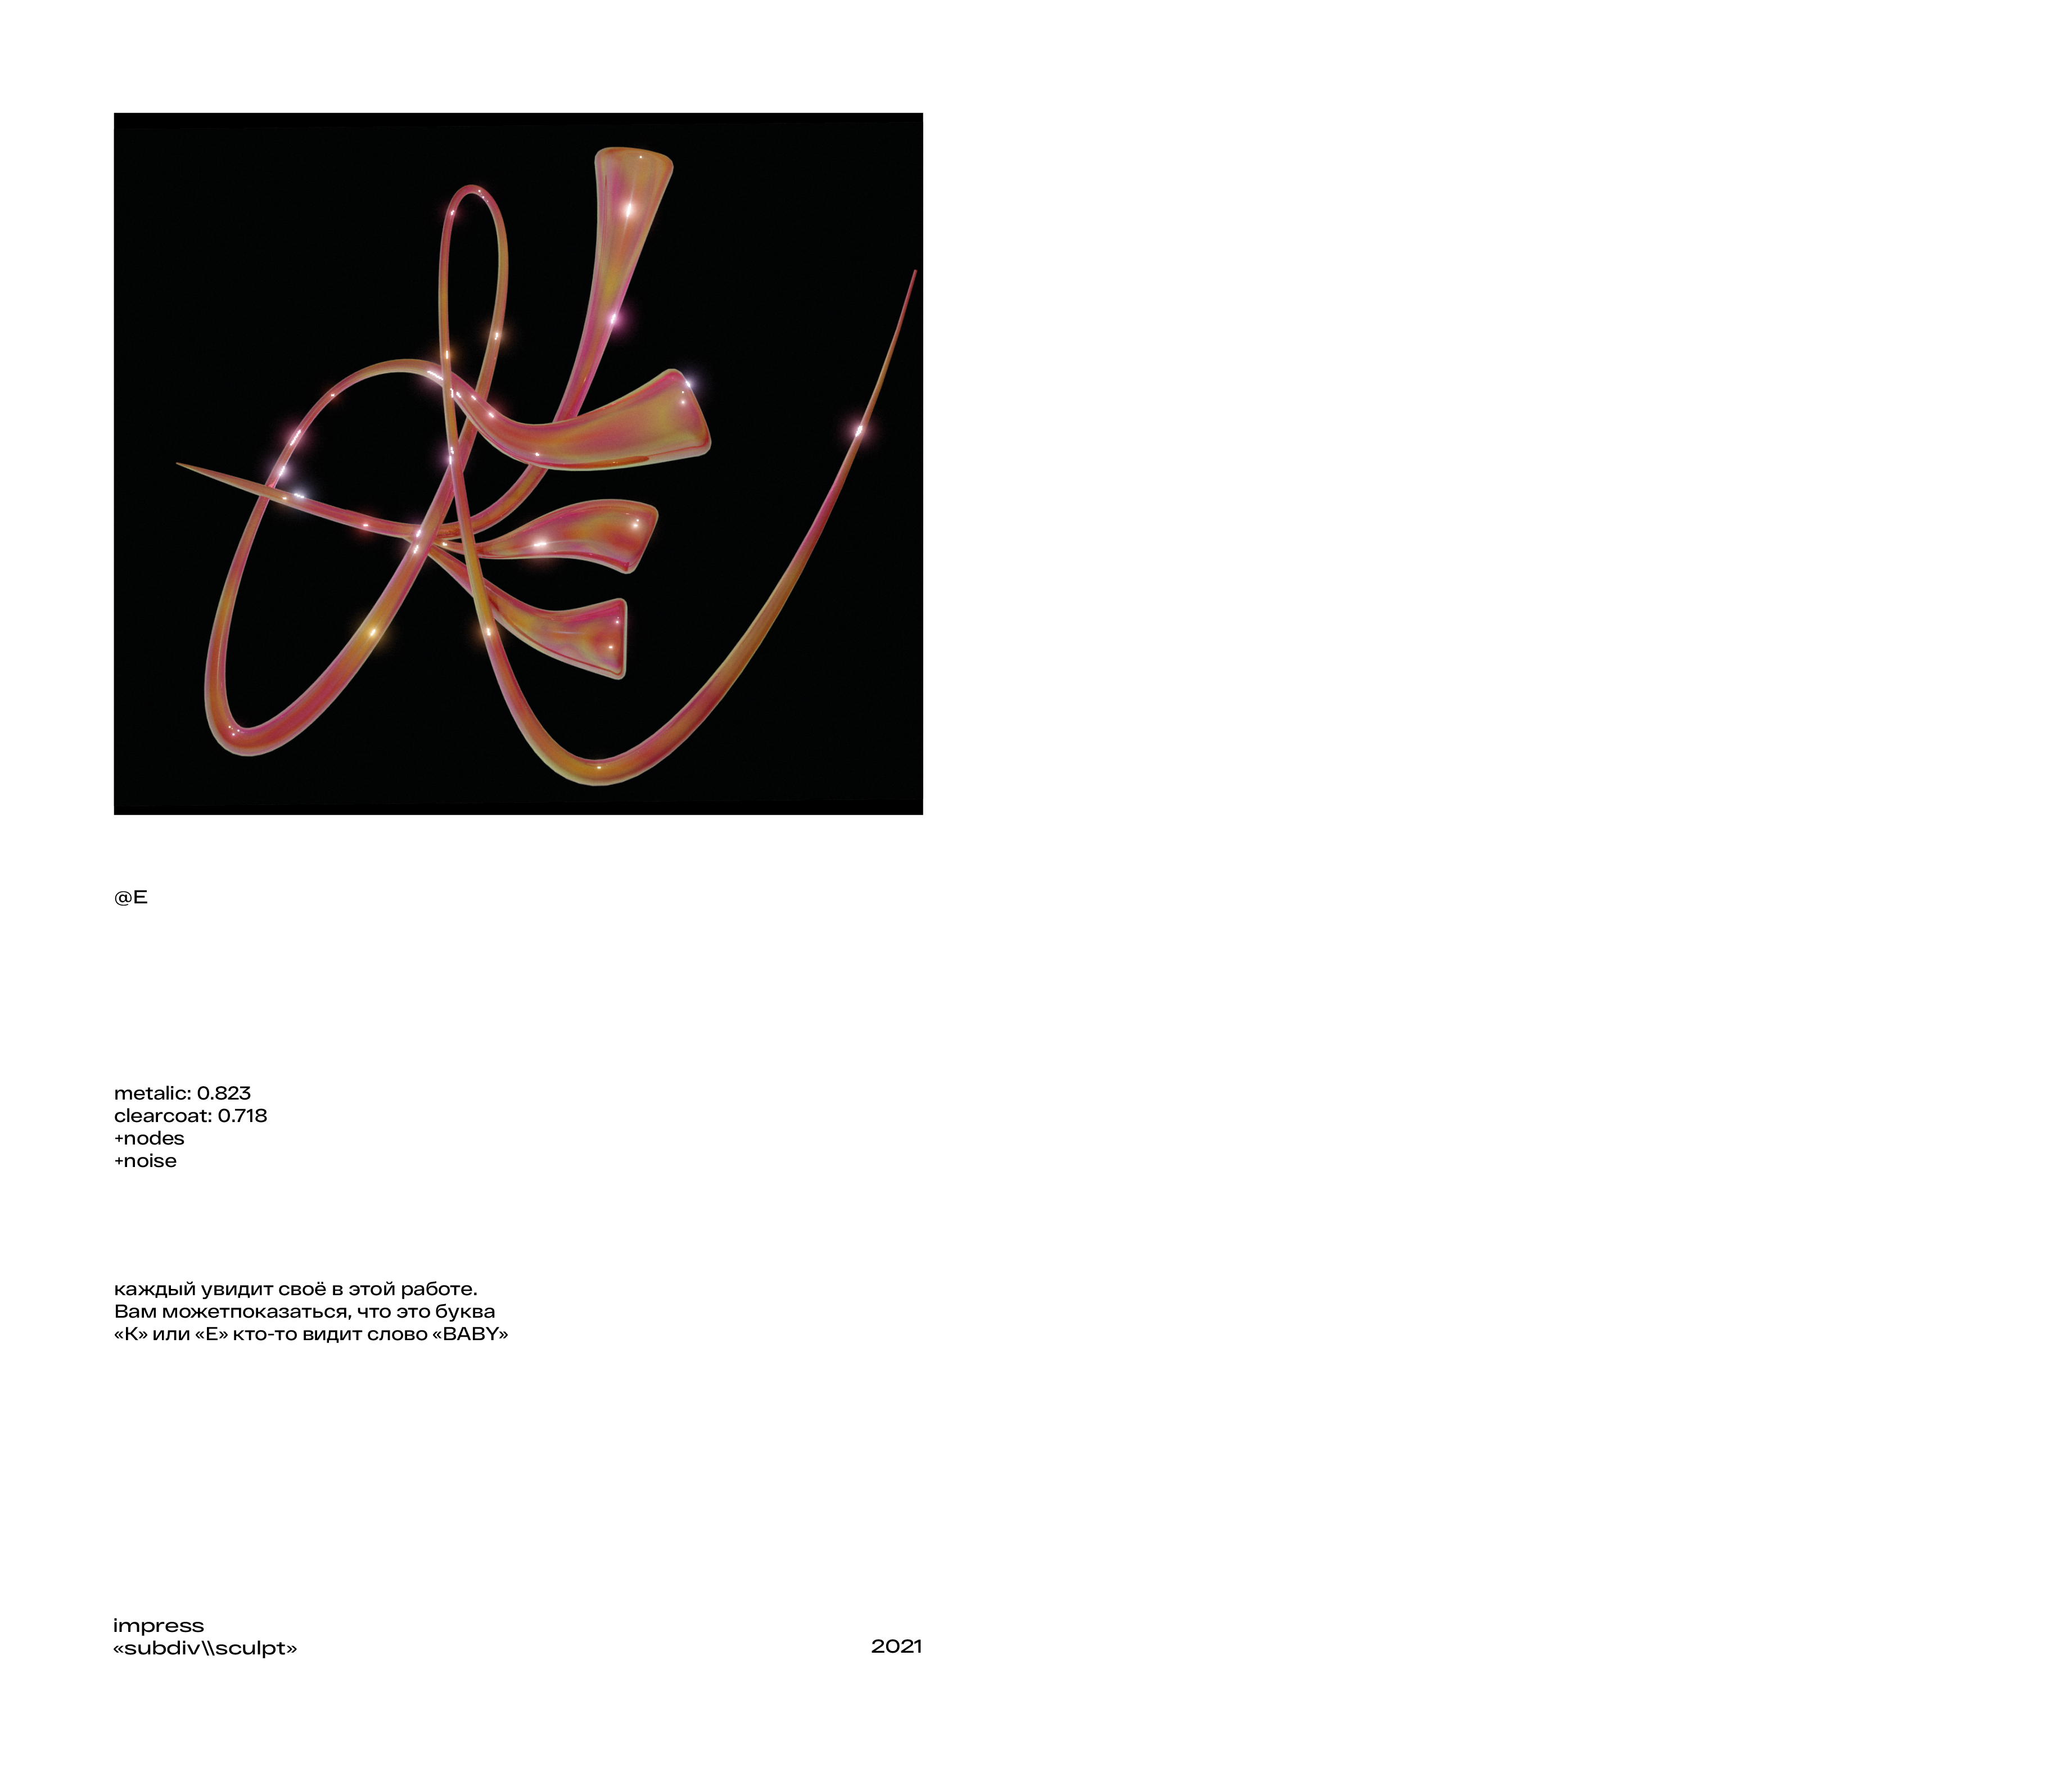 @E
metalic: 0.823
clearcoat: 0.718
+nodes
+noise
каждый увидит своё в этой работе.
Вам можетпоказаться, что это буква
«К» или «Е» кто-то видит слово «BABY»
impress
«subdiv\\sculpt»
2021